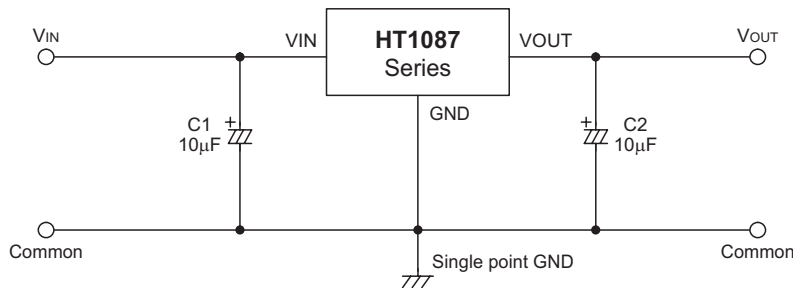 VIN
VIN
HT1087
Series
VOUT
VOUT
GND
+
C1
10μF
+
C2
10μF
Common
Single point GND
Common